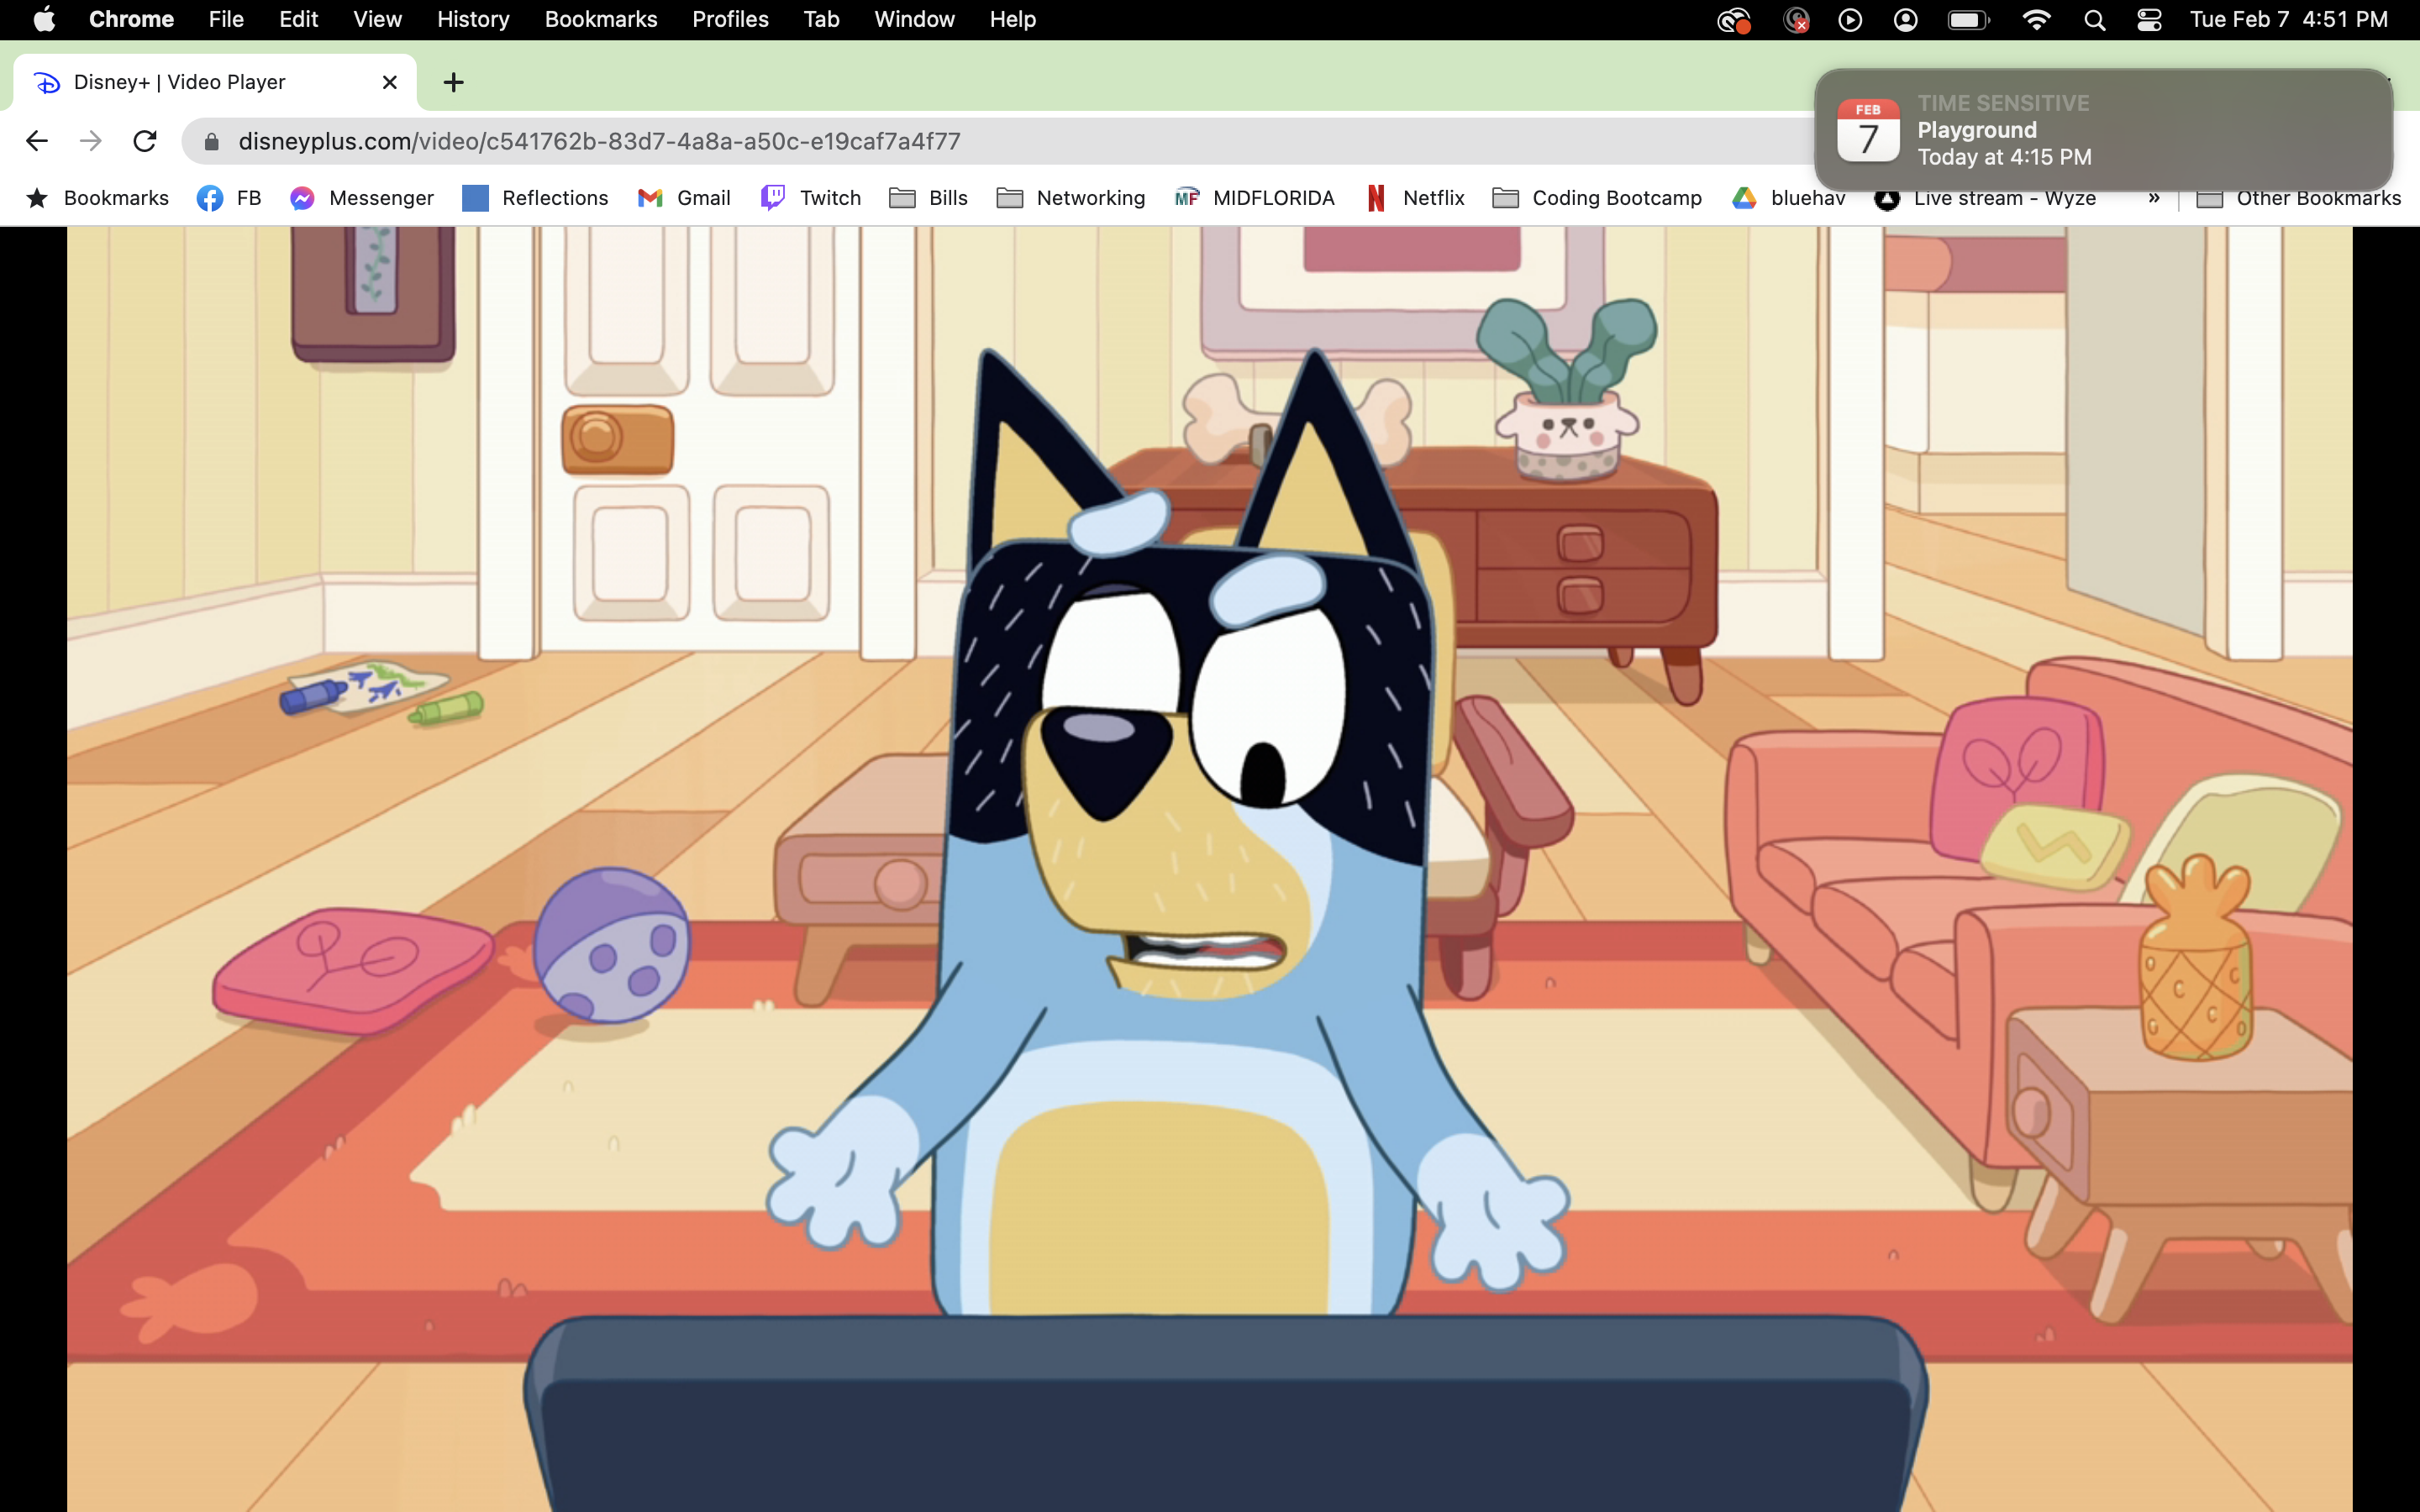 Chrome File Edit View History Bookmarks Profiles Tab Window Help Tue Feb 7 4:51 PM
Disney+ | Video Player
TIME SENSITIVE
FEB
7
Playground
Today at 4:15 PM
disneyplus.com/video/c541762b-83d7-4a8a-a50c-e19caf7a4f77
Bookmarks FB Messenger Reflections Gmail Twitch Bills Networking MF MIDFLORIDA Netflix Coding Bootcamp bluehav Live stream - Wyze » Other Bookmarks